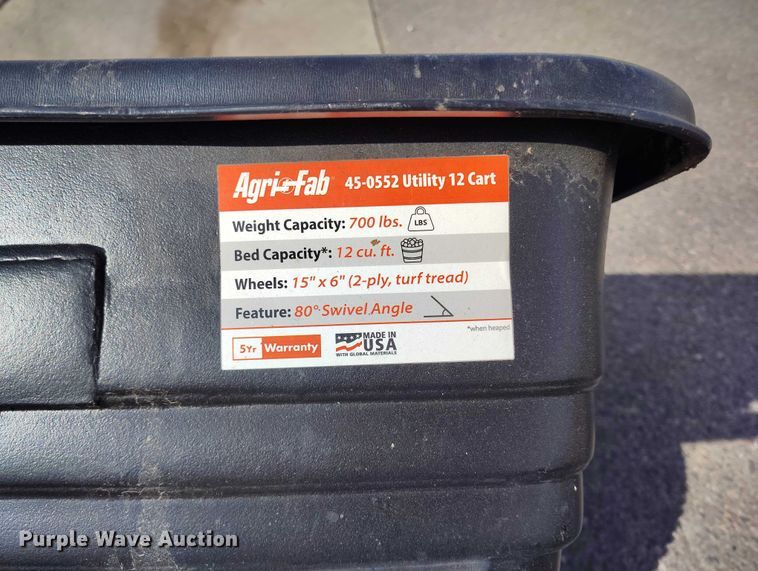 Agri-Fab 45-0552 Utility 12 Cart
Weight Capacity: 700 lbs. LBS
Bed Capacity*: 12 cu. ft.
Wheels: 15" x 6" (2-ply, turf tread)
Feature: 80° Swivel Angle
*when heaped
5Yr Warranty
MADE IN
USA
WITH GLOBAL MATERIALS
Purple Wave Auction